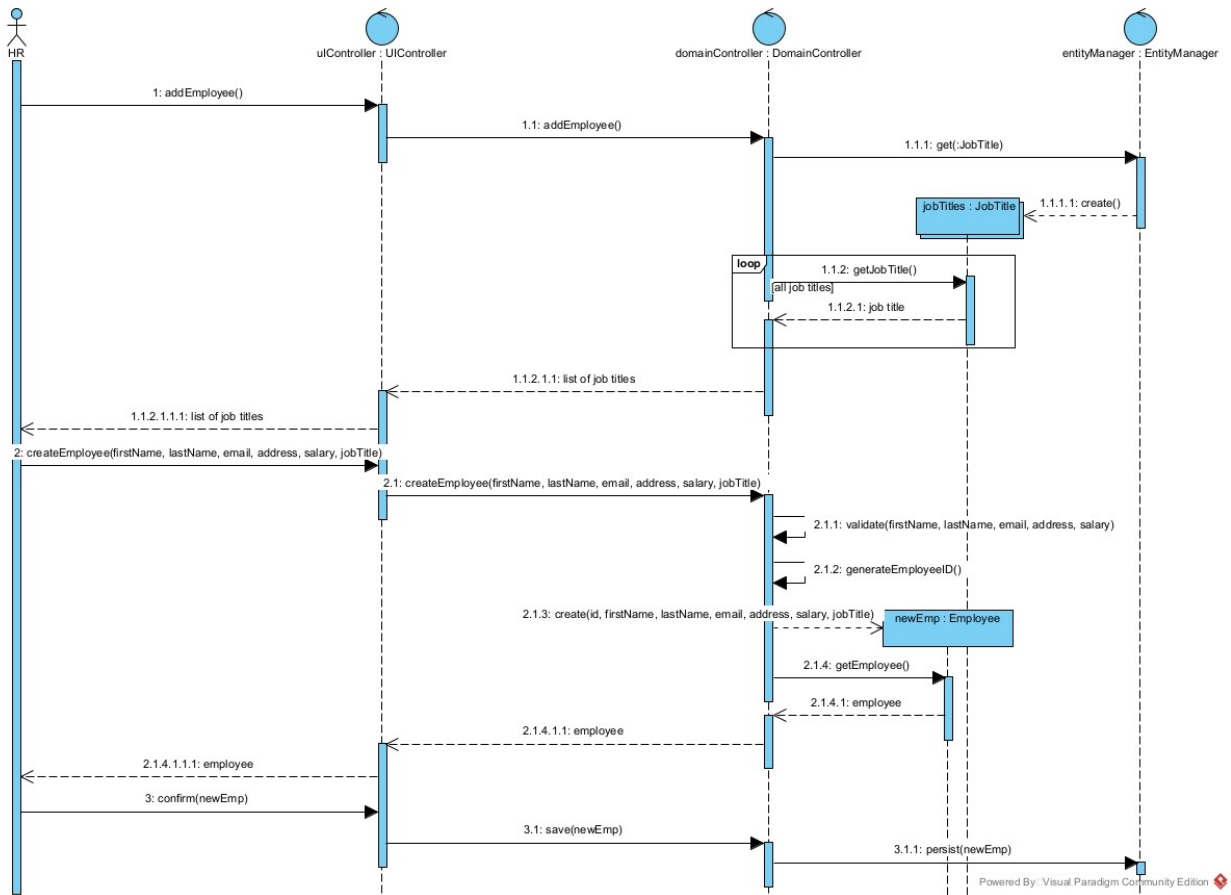 HR
uIController : UIController
domainController : DomainController
entityManager : EntityManager
1: addEmployee()
1.1: addEmployee()
1.1.1: get(:JobTitle)
jobTitles : JobTitle
1.1.1.1: create()
loop
1.1.2: getJobTitle()
[all job titles]
1.1.2.1: job title
1.1.2.1.1: list of job titles
1.1.2.1.1.1: list of job titles
2: createEmployee(firstName, lastName, email, address, salary, jobTitle)
2.1: createEmployee(firstName, lastName, email, address, salary, jobTitle)
2.1.1: validate(firstName, lastName, email, address, salary)
2.1.2: generateEmployeeID()
2.1.3: create(id, firstName, lastName, email, address, salary, jobTitle)
newEmp : Employee
2.1.4: getEmployee()
2.1.4.1: employee
2.1.4.1.1: employee
2.1.4.1.1.1: employee
3: confirm(newEmp)
3.1: save(newEmp)
3.1.1: persist(newEmp)
Powered By Visual Paradigm Community Edition